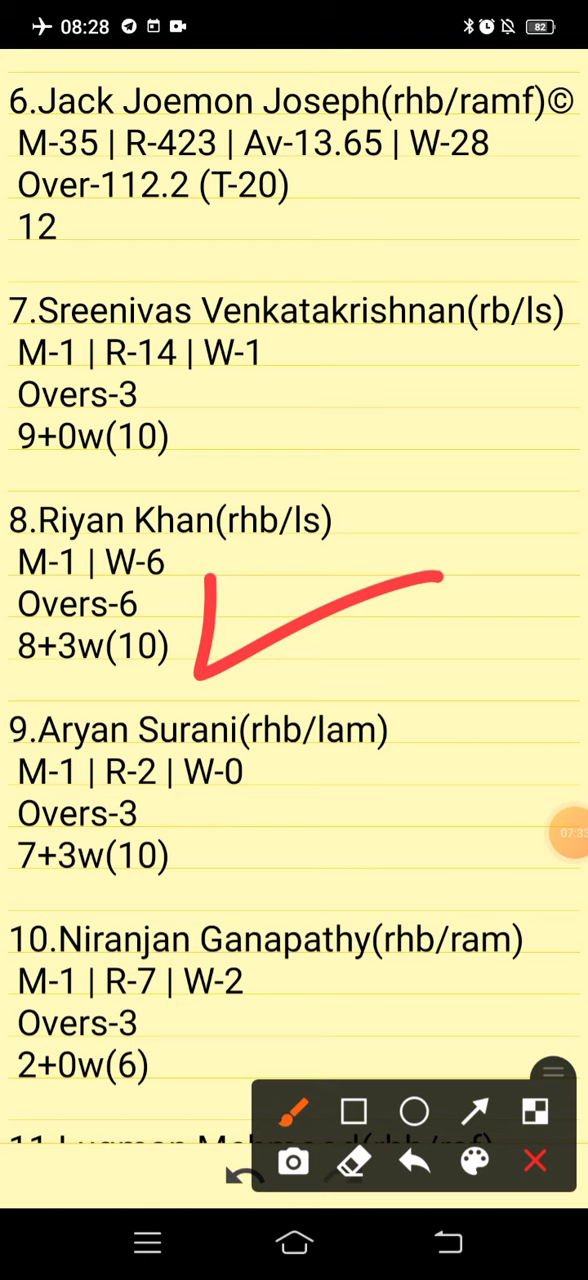 08:28
82
6.Jack Joemon Joseph(rhb/ramf)©
M-35 | R-423 | Av-13.65 | W-28
Over-112.2 (T-20)
12
7.Sreenivas Venkatakrishnan(rb/ls)
M-1 | R-14 | W-1
Overs-3
9+0w(10)
8.Riyan Khan(rhb/ls)
M-1 | W-6
Overs-6
8+3w(10)
9.Aryan Surani(rhb/lam)
M-1 | R-2 | W-0
Overs-3
7+3w(10)
07:33
10.Niranjan Ganapathy(rhb/ram)
M-1 | R-7 | W-2
Overs-3
2+0w(6)